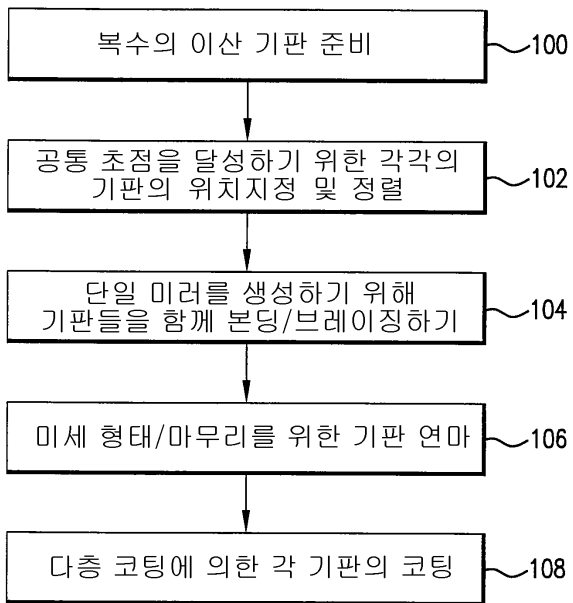 복수의 이산 기판 준비
100
공통 초점을 달성하기 위한 각각의
기판의 위치지정 및 정렬
102
단일 미러를 생성하기 위해
기판들을 함께 본딩/브레이징하기
104
미세 형태/마무리를 위한 기판 연마
106
다층 코팅에 의한 각 기판의 코팅
108